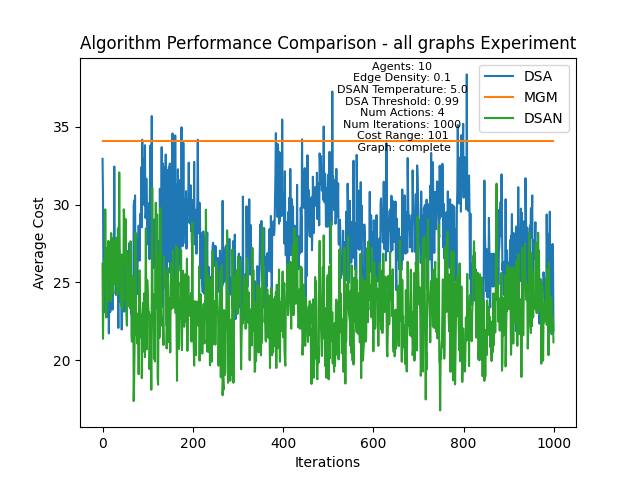 Algorithm Performance Comparison - all graphs Experiment
Agents: 10
Edge Density: 0.1
DSAN Temperature: 5.0
DSA Threshold: 0.99
Num Actions: 4
Num Iterations: 1000
Cost Range: 101
Graph: complete
DSA
MGM
DSAN
Average Cost
35
30
25
20
0
200
400
600
800
1000
Iterations